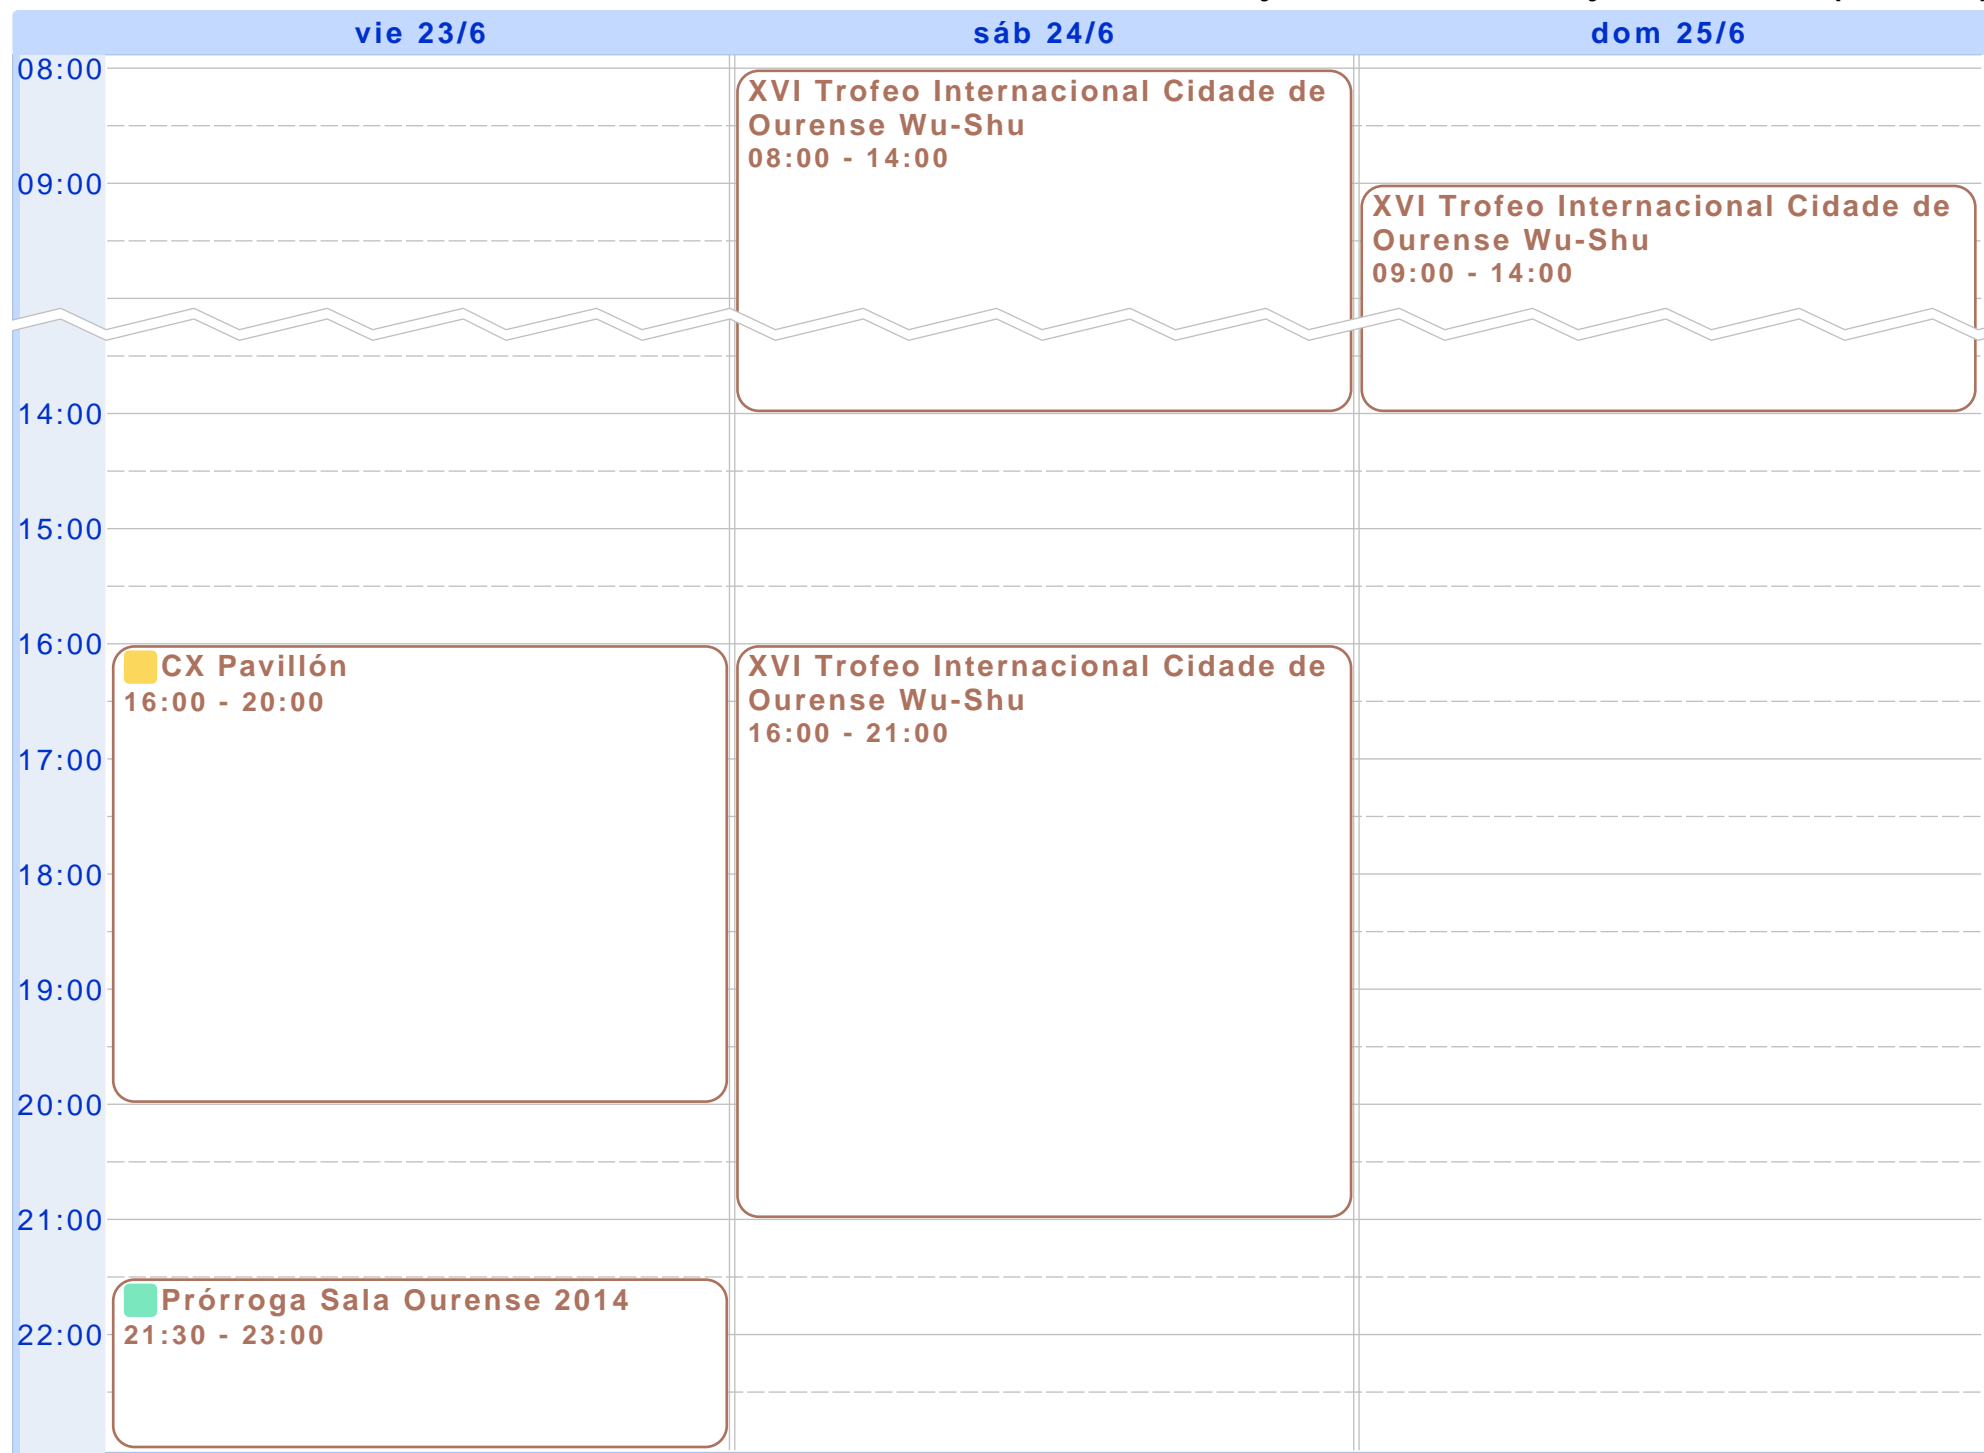 vie 23/6
sáb 24/6
dom 25/6
08:00
XVI Trofeo Internacional Cidade de
Ourense Wu-Shu
08:00 - 14:00
09:00
XVI Trofeo Internacional Cidade de
Ourense Wu-Shu
09:00 - 14:00
14:00
15:00
16:00
CX Pavillón
16:00 - 20:00
XVI Trofeo Internacional Cidade de
Ourense Wu-Shu
16:00 - 21:00
17:00
18:00
19:00
20:00
21:00
Prórroga Sala Ourense 2014
21:30 - 23:00
22:00